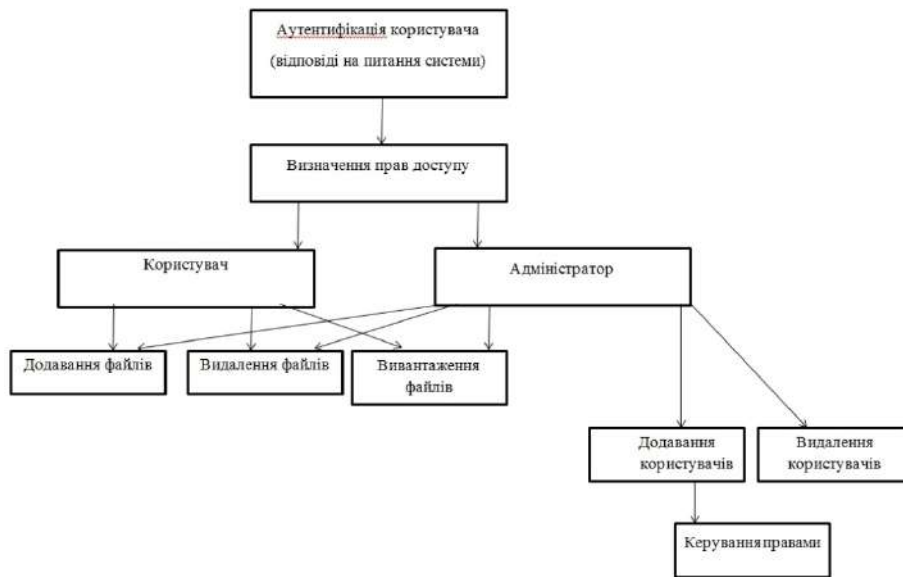 Аутентифікація користувача
(відповіді на питання системи)
Визначення прав доступу
Користувач
Адміністратор
Додавання файлів
Видалення файлів
Вивантаження
файлів
Додавання
користувачів
Видалення
користувачів
Керування правами